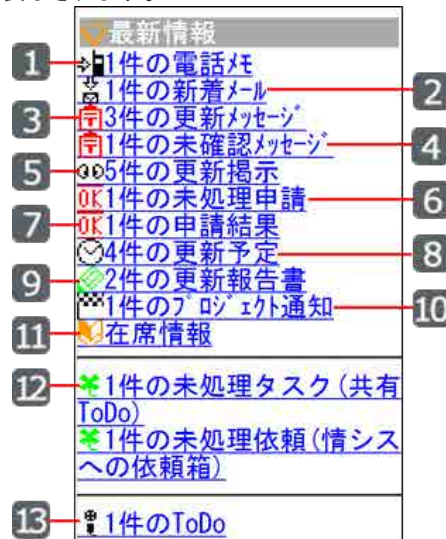 最新情報
1 1件の電話ﾒﾓ
1件の新着ﾒｰﾙ 2
3 3件の更新ﾒｯｾｰｼﾞ
1件の未確認ﾒｯｾｰｼﾞ 4
5 5件の更新掲示
OK1件の未処理申請 6
7 OK1件の申請結果
4件の更新予定 8
9 2件の更新報告書
1件のﾌﾟﾛｼﾞｪｸﾄ通知 10
11 在席情報
12 1件の未処理タスク(共有
ToDo)
1件の未処理依頼(情シス
への依頼箱)
13 1件のToDo